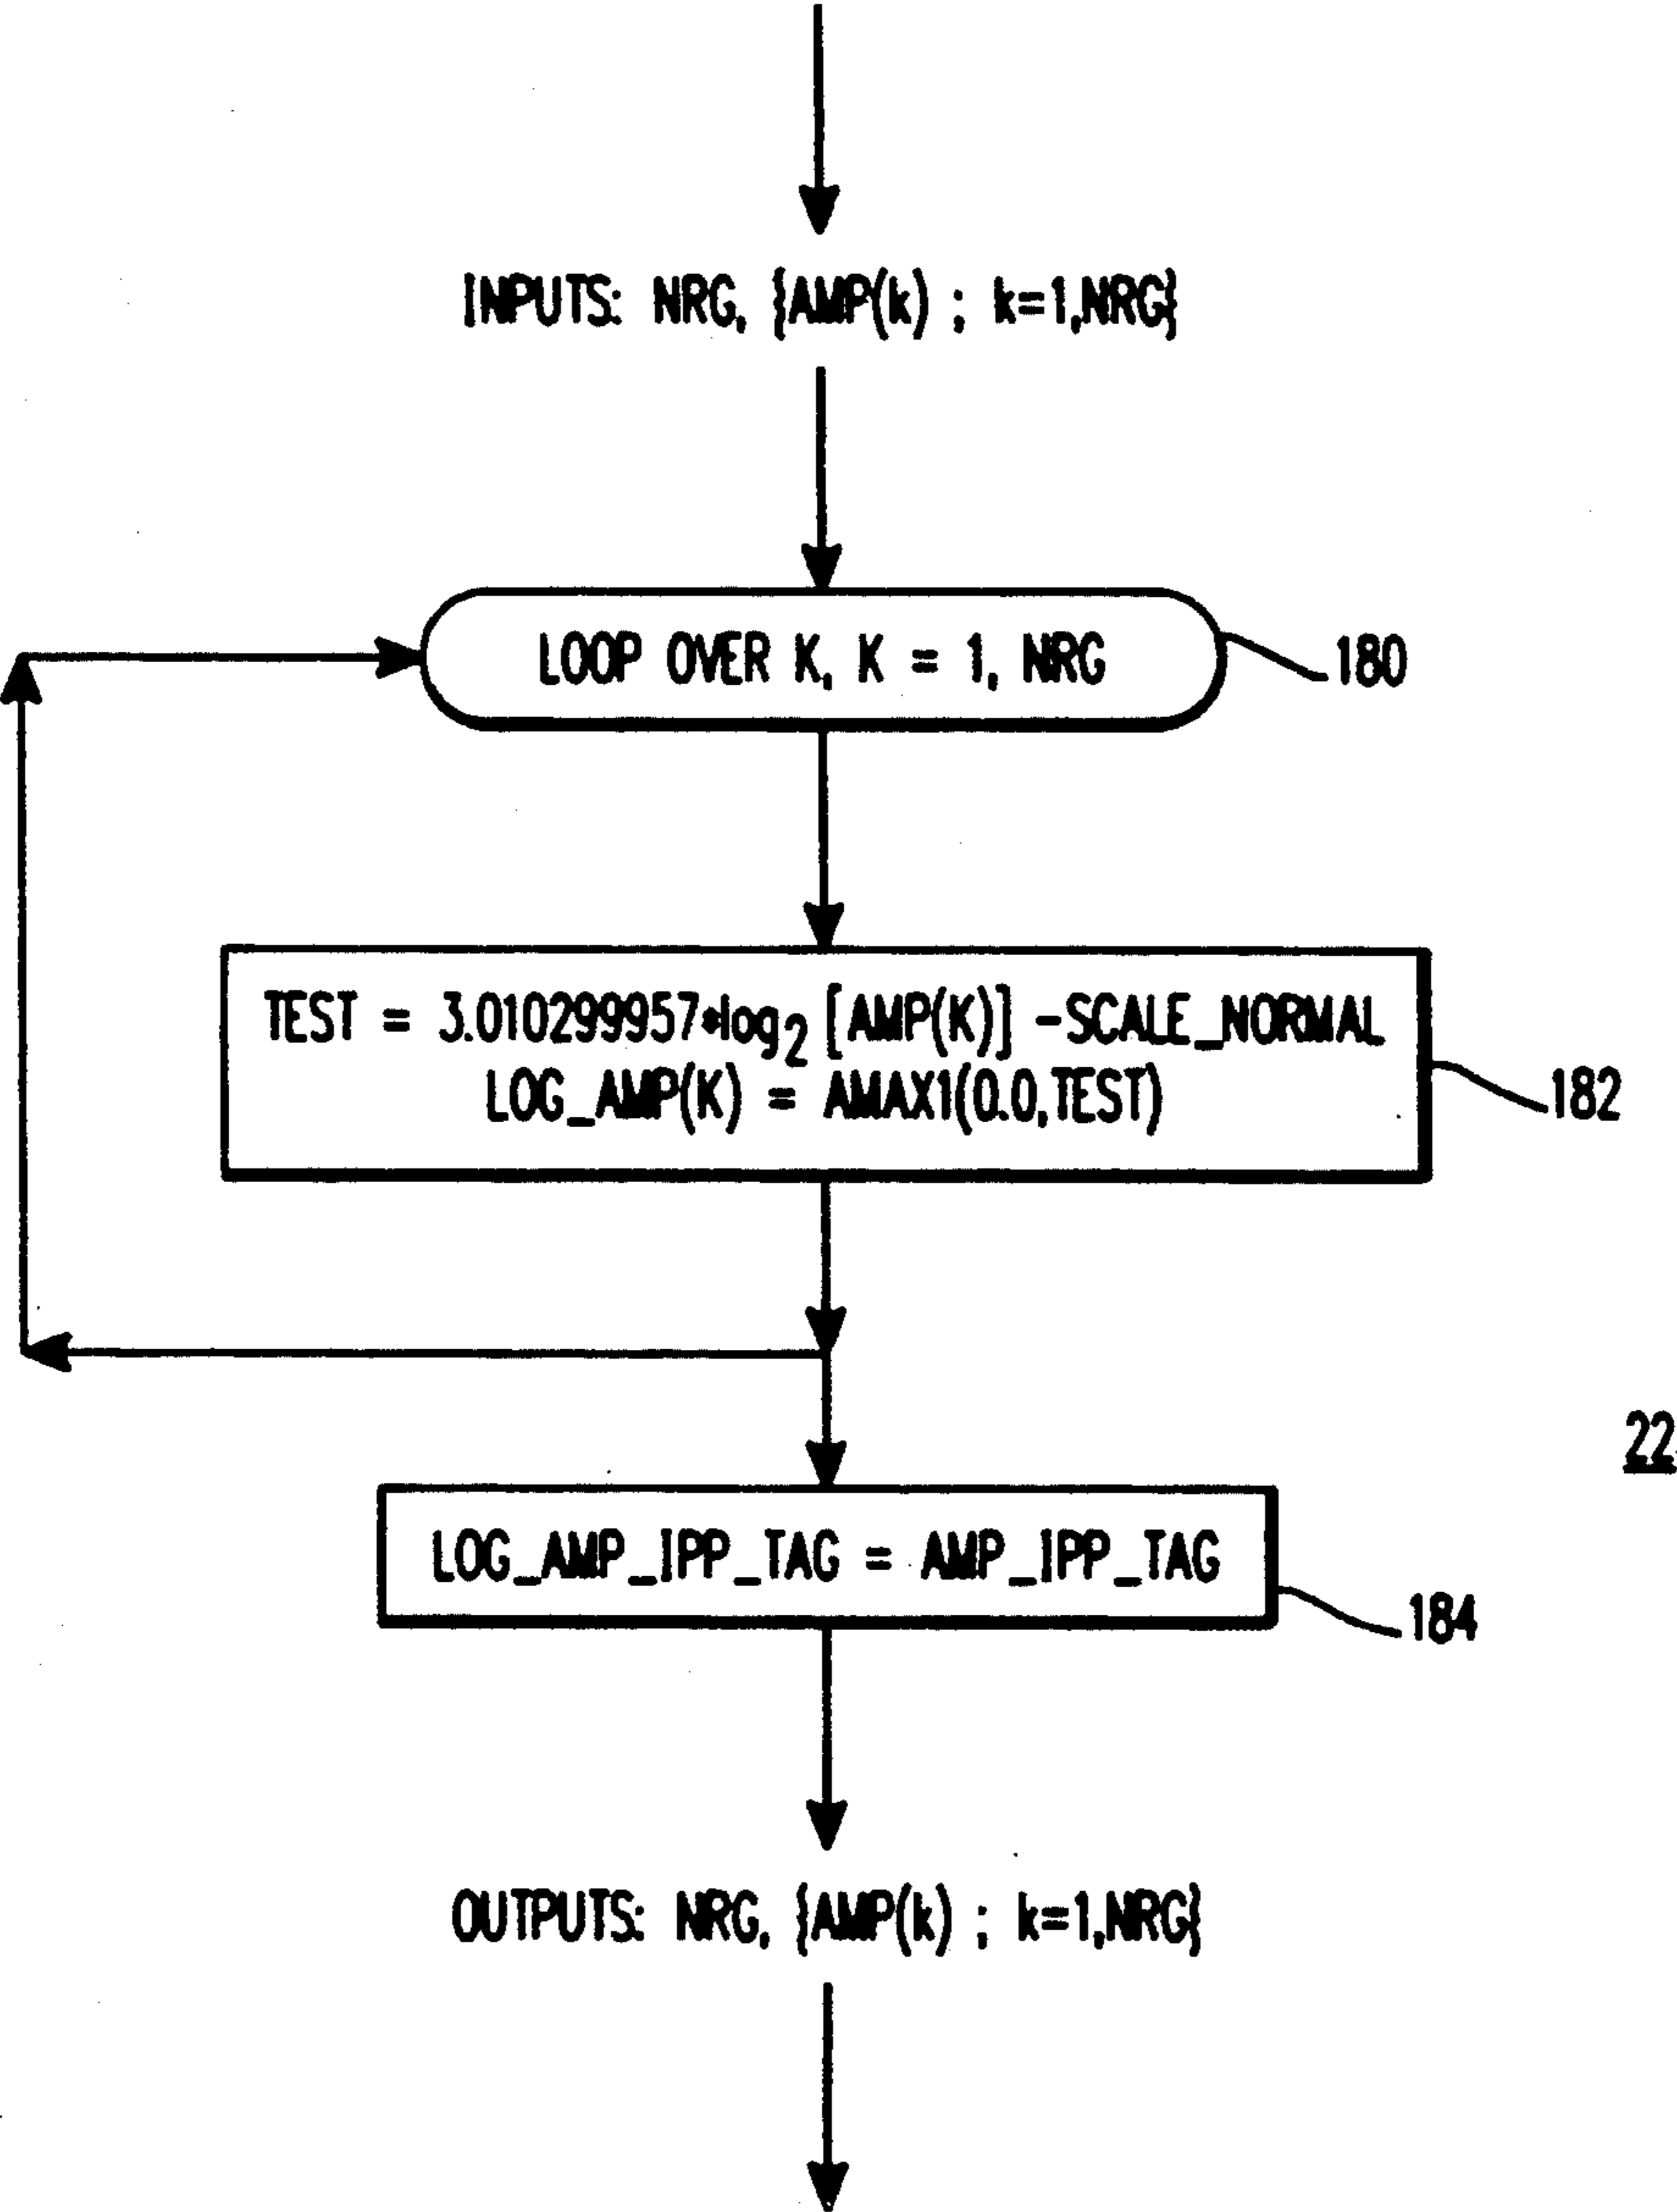 INPUTS: NRG, {AMP(k) ; k=1,NRG}
LOOP OVER K, K = 1, NRG
180
TEST = 3.010299957*log2 [AMP(K)] -SCALE_NORMAL
LOG_AMP(K) = AMAX1(0.0,TEST)
182
22
LOG_AMP_IPP_TAG = AMP_IPP_TAG
184
OUTPUTS: NRG, {AMP(k) ; k=1,NRG}